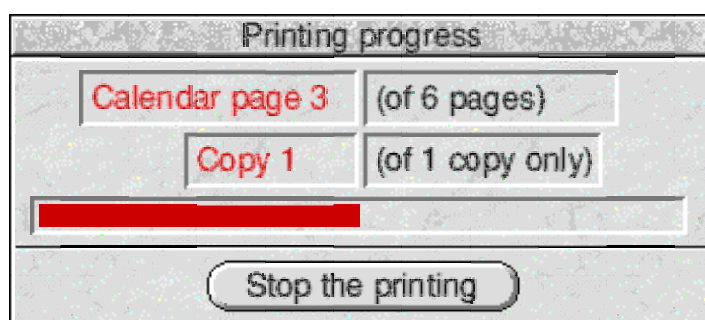 Printing progress
Calendar page 3 (of 6 pages)
Copy 1 (of 1 copy only)
Stop the printing